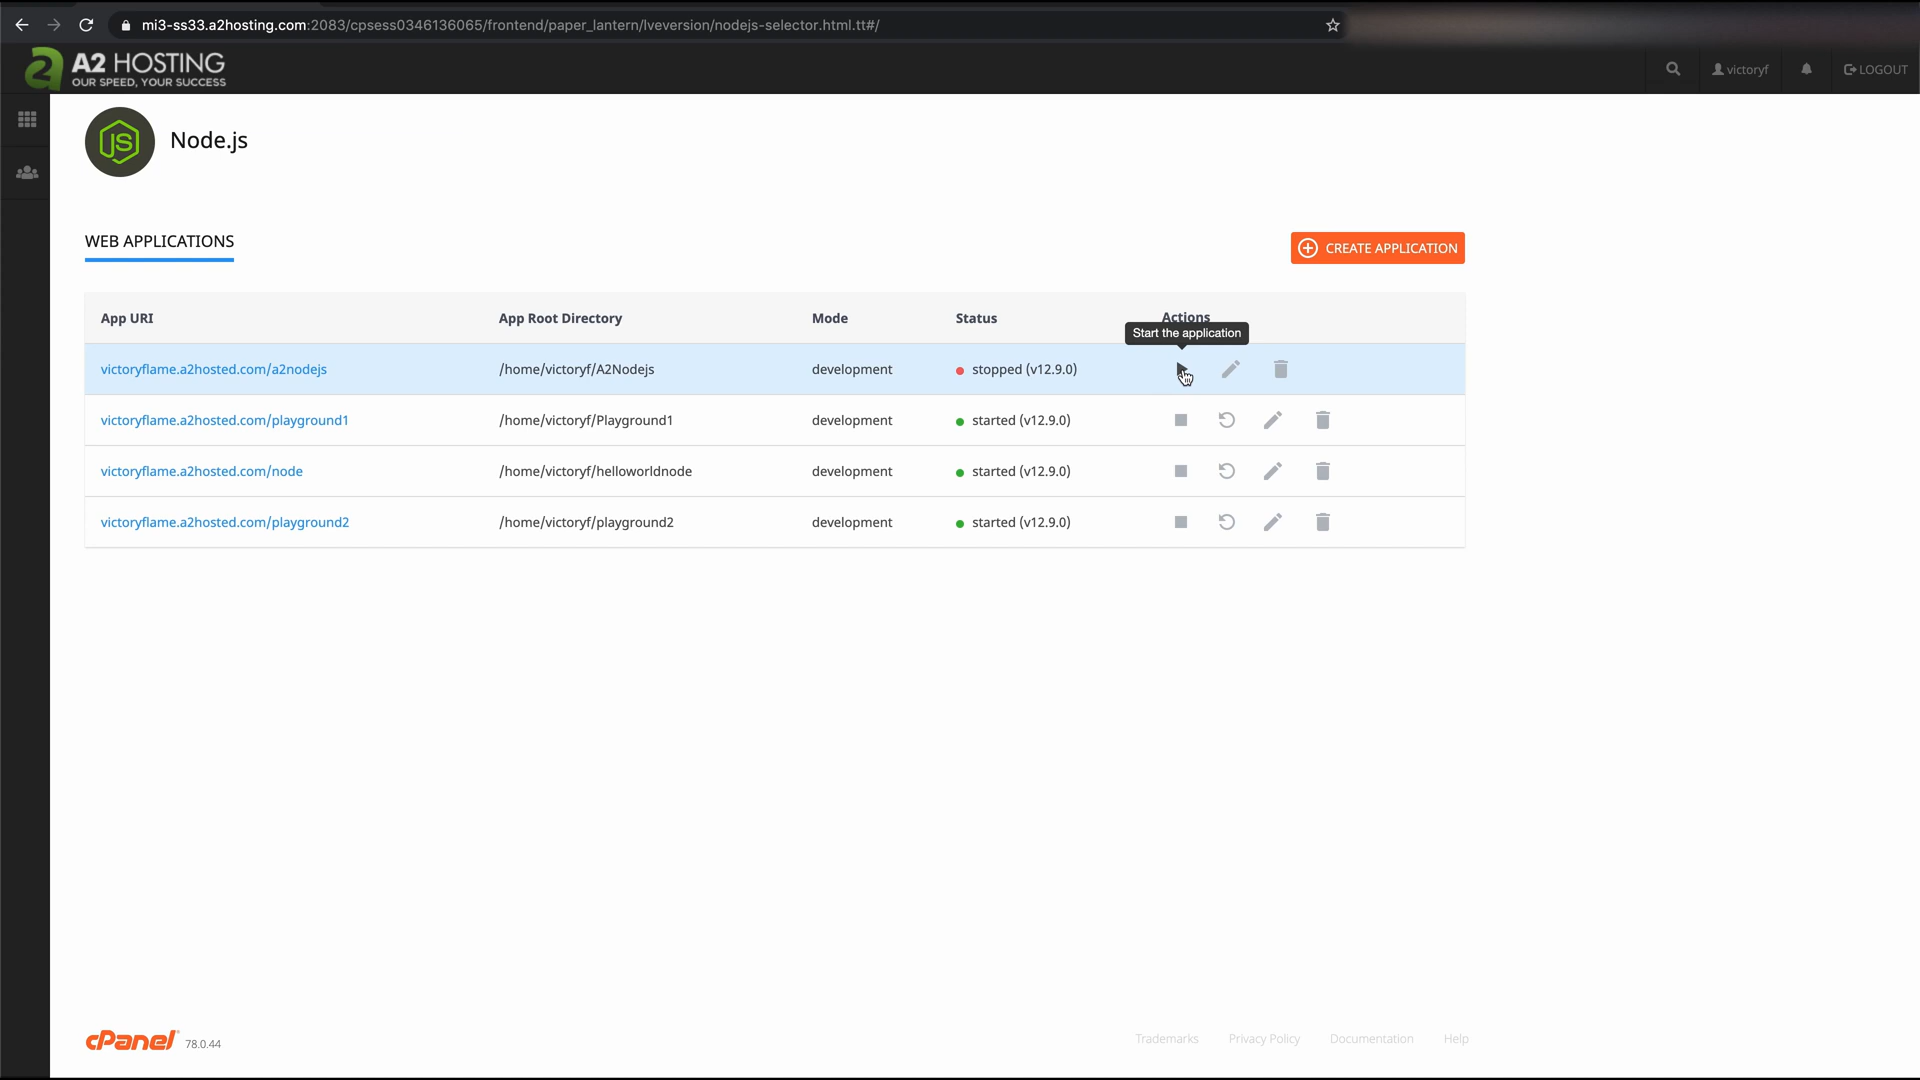 mi3-ss33.a2hosting.com:2083/cpsess0346136065/frontend/paper_lantern/lveversion/nodejs-selector.html.tt#/
A2 HOSTING
OUR SPEED, YOUR SUCCESS
victoryf
LOGOUT
JS
Node.js
WEB APPLICATIONS
CREATE APPLICATION
App URI App Root Directory Mode Status Actions
Start the application
victoryflame.a2hosted.com/a2nodejs /home/victoryf/A2Nodejs development stopped (v12.9.0)
victoryflame.a2hosted.com/playground1 /home/victoryf/Playground1 development started (v12.9.0)
victoryflame.a2hosted.com/node /home/victoryf/helloworldnode development started (v12.9.0)
victoryflame.a2hosted.com/playground2 /home/victoryf/playground2 development started (v12.9.0)
cPanel 78.0.44
Trademarks Privacy Policy Documentation Help